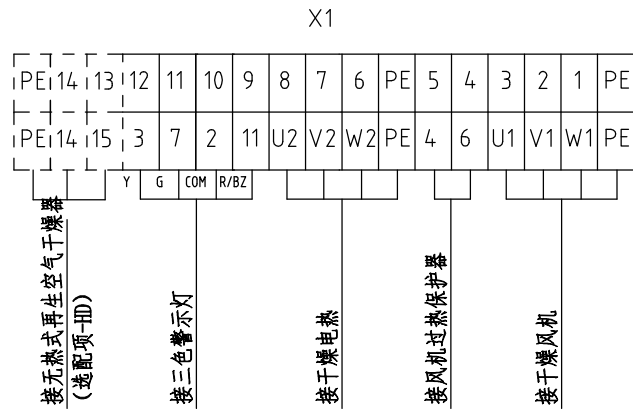 X1
PE 14 13 12 11 10 9 8 7 6 PE 5 4 3 2 1 PE
PE 14 15 3 7 2 11 U2 V2 W2 PE 4 6 U1 V1 W1 PE
Y G COM R/BZ
接无热式再生空气干燥器
(选配项-HD)
接三色警示灯
接干燥电热
接风机过热保护器
接干燥风机